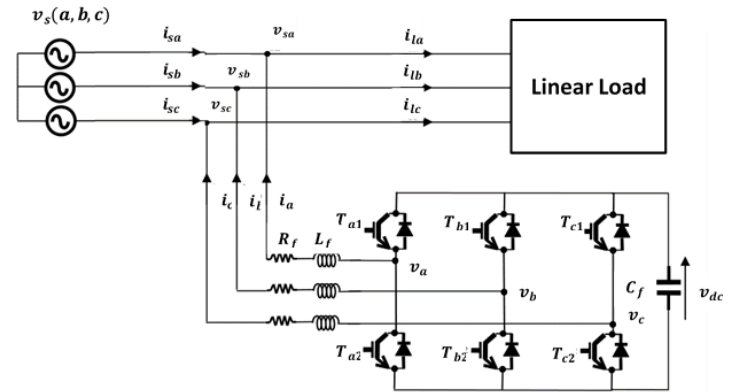 v_s(a, b, c)
i_sa v_sa i_la
i_sb v_sb i_lb
i_sc v_sc i_lc
Linear Load
i_c i_l i_a
T_a1 T_b1 T_c1
R_f L_f
v_a
v_b C_f v_dc
v_c
T_a2 T_b2 T_c2